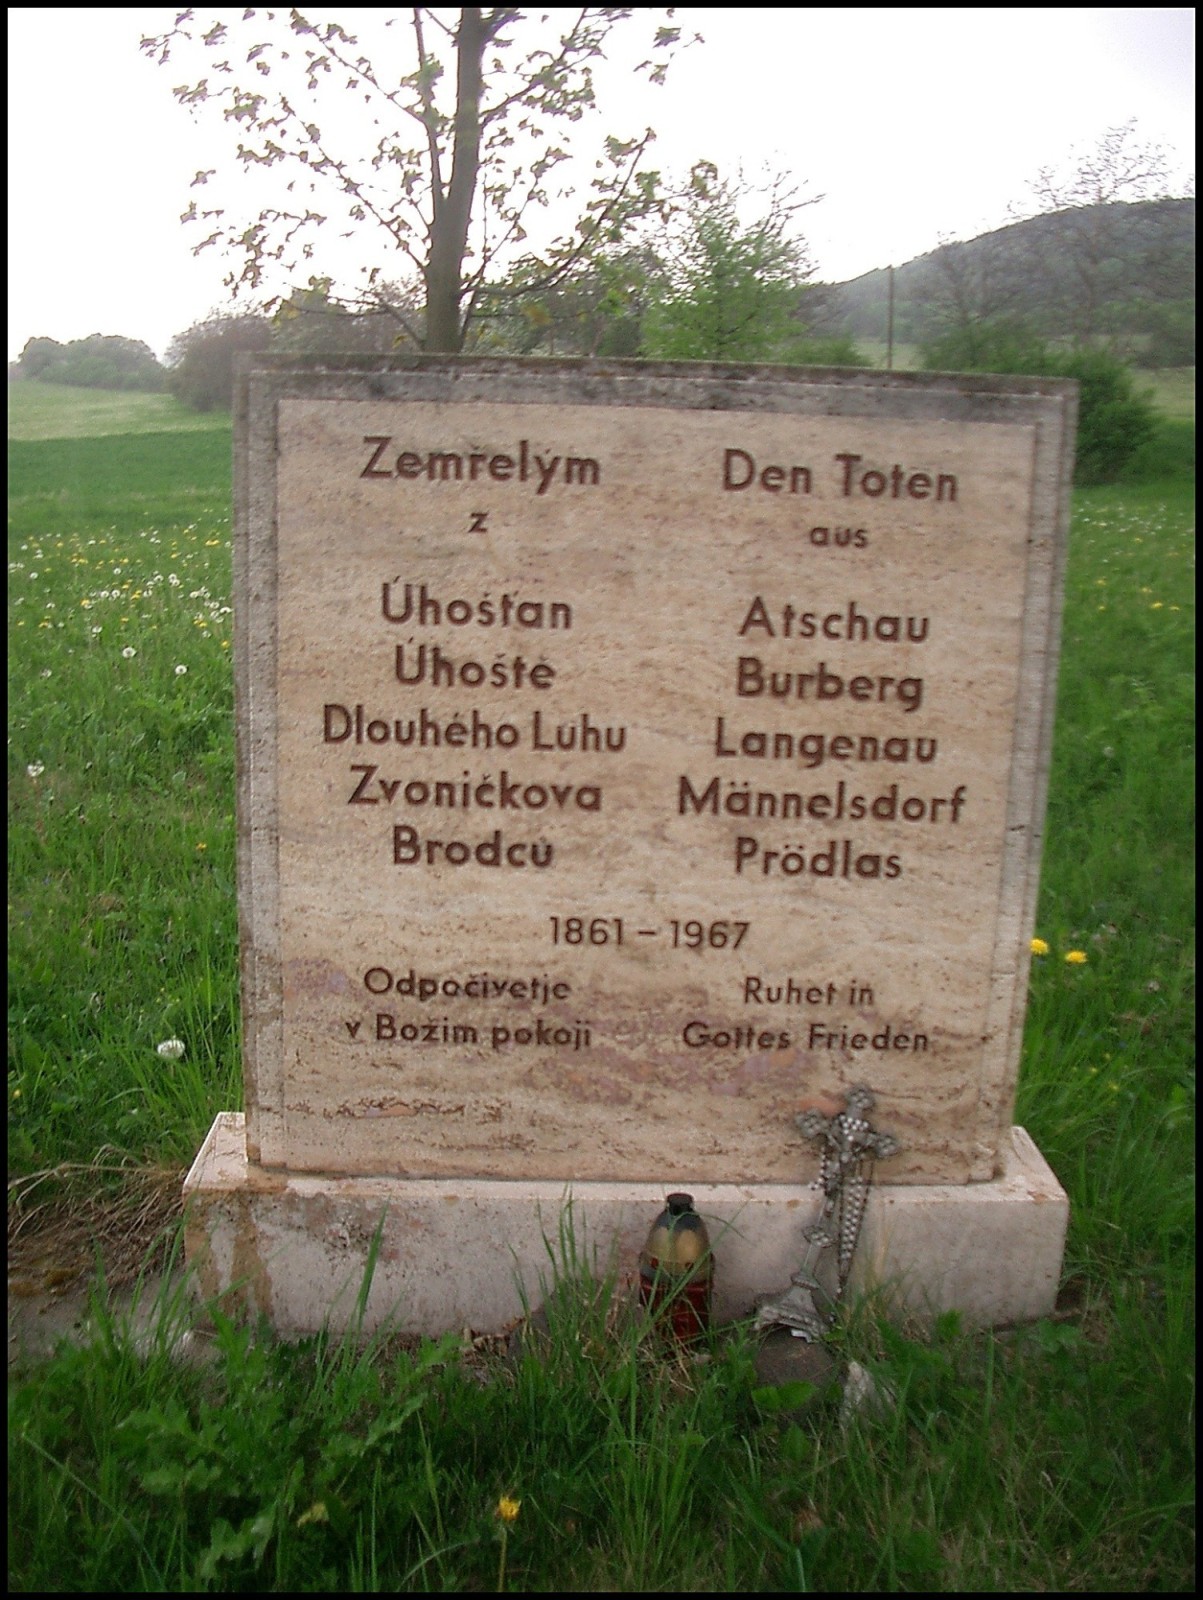 Zemřelým
z
Úhošťan
Úhoště
Dlouhého Luhu
Zvoníčkova
Brodců
Den Toten
aus
Atschau
Burberg
Langenau
Männelsdorf
Prödlas
1861 – 1967
Odpočivetje
v Božím pokoji
Ruhet in
Gottes Frieden